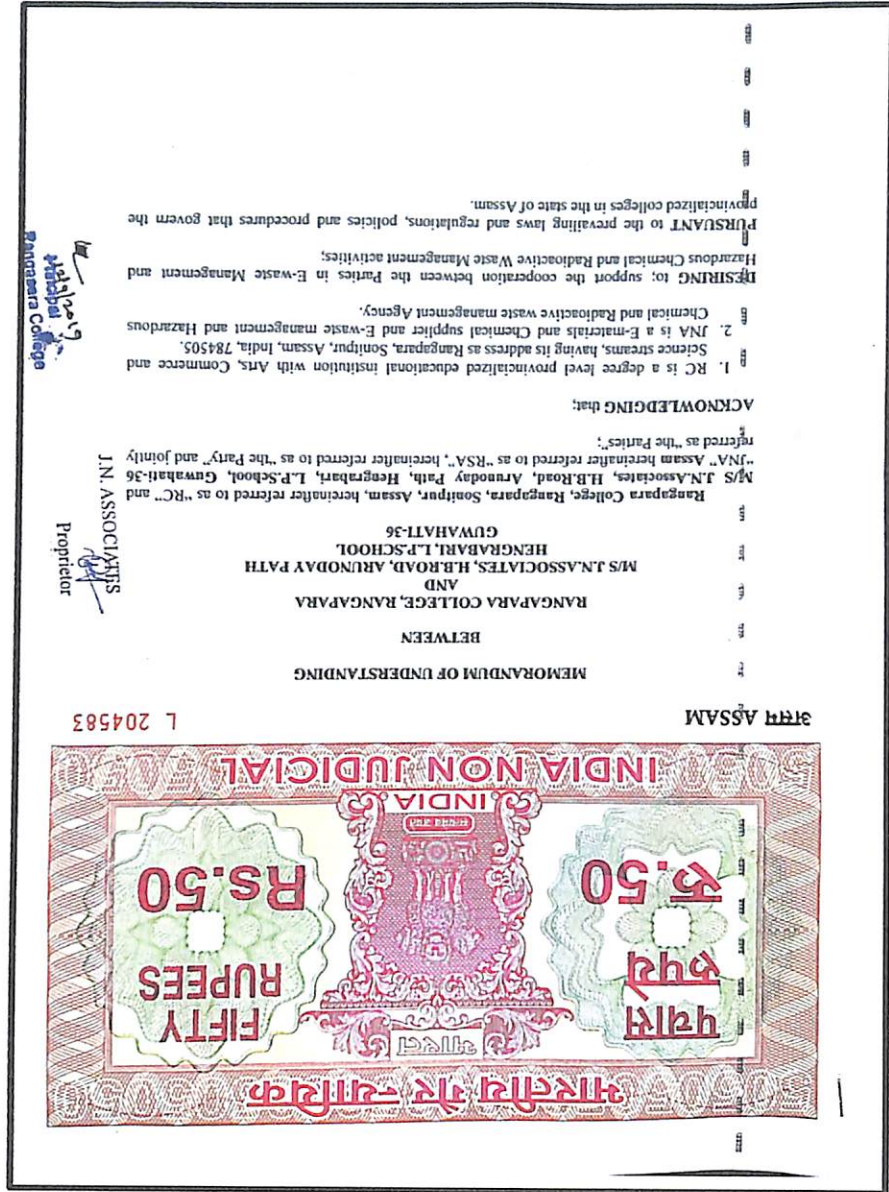 भारतीय गैर न्यायिक
पचास
रुपये
रु.50
भारत
सत्यमेव जयते
INDIA
FIFTY
RUPEES
Rs.50
INDIA NON JUDICIAL
असम ASSAM
L 204583
MEMORANDUM OF UNDERSTANDING
BETWEEN
RANGAPARA COLLEGE, RANGAPARA
AND
M/S J.N.ASSOCIATES, H.B.ROAD, ARUNODAY PATH
HENGRABARI, L.P.SCHOOL
GUWAHATI-36
Rangapara College, Rangapara, Sonitpur, Assam, hereinafter referred to as "RC" and
M/S J.N.Associates, H.B.Road, Arunoday Path, Hengrabari, L.P.School, Guwahati-36
"JNA" Assam hereinafter referred to as "RSA", hereinafter referred to as "the Party" and jointly
referred as "the Parties";
J.N. ASSOCIATES
Proprietor
ACKNOWLEDGING that;
1. RC is a degree level provincialized educational institution with Arts, Commerce and
Science streams, having its address as Rangapara, Sonitpur, Assam, India, 784505.
2. JNA is a E-materials and Chemical supplier and E-waste management and Hazardous
Chemical and Radioactive waste management Agency.
DESIRING to; support the cooperation between the Parties in E-waste Management and
Hazardous Chemical and Radioactive Waste Management activities;
PURSUANT to the prevailing laws and regulations, policies and procedures that govern the
provincialized colleges in the state of Assam.
Principal
Rangapara College